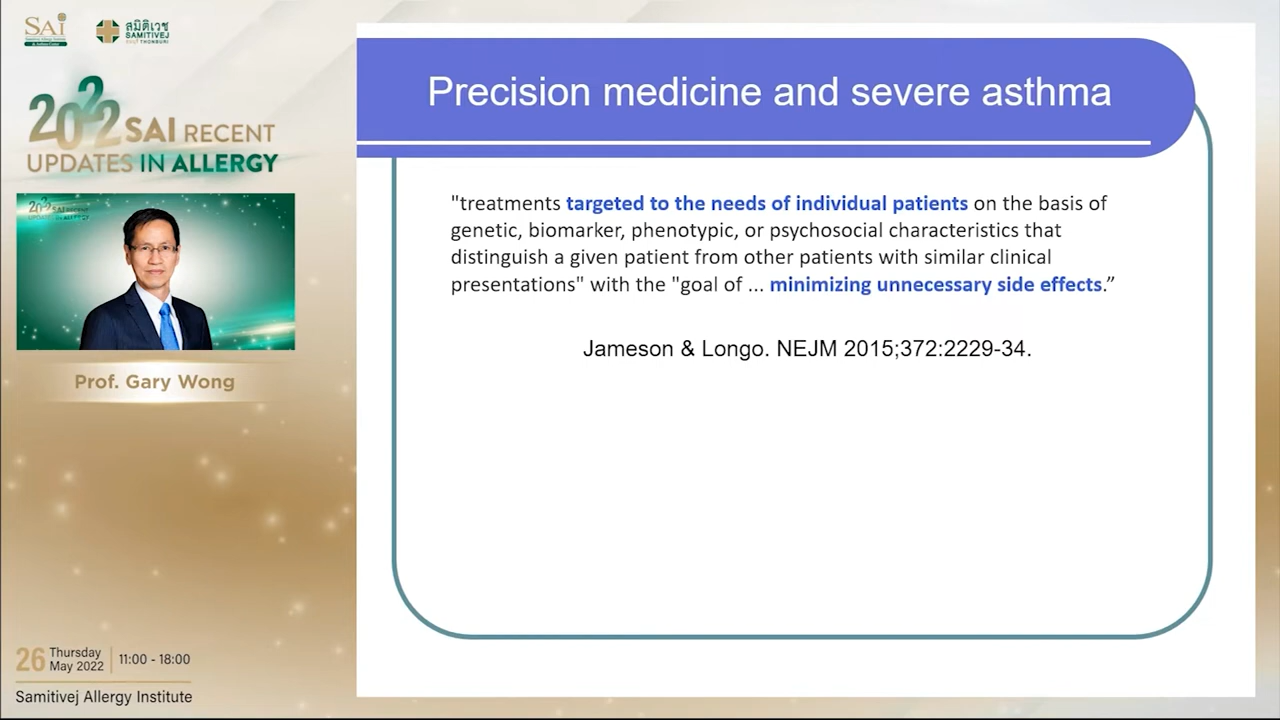 SAi
สมิติเวช
SAMITIVEJ
THONBURI
2022 SAI RECENT
UPDATES IN ALLERGY
Prof. Gary Wong
26 Thursday
May 2022
11:00 - 18:00
Samitivej Allergy Institute
Precision medicine and severe asthma
"treatments targeted to the needs of individual patients on the basis of
genetic, biomarker, phenotypic, or psychosocial characteristics that
distinguish a given patient from other patients with similar clinical
presentations" with the "goal of ... minimizing unnecessary side effects.”
Jameson & Longo. NEJM 2015;372:2229-34.